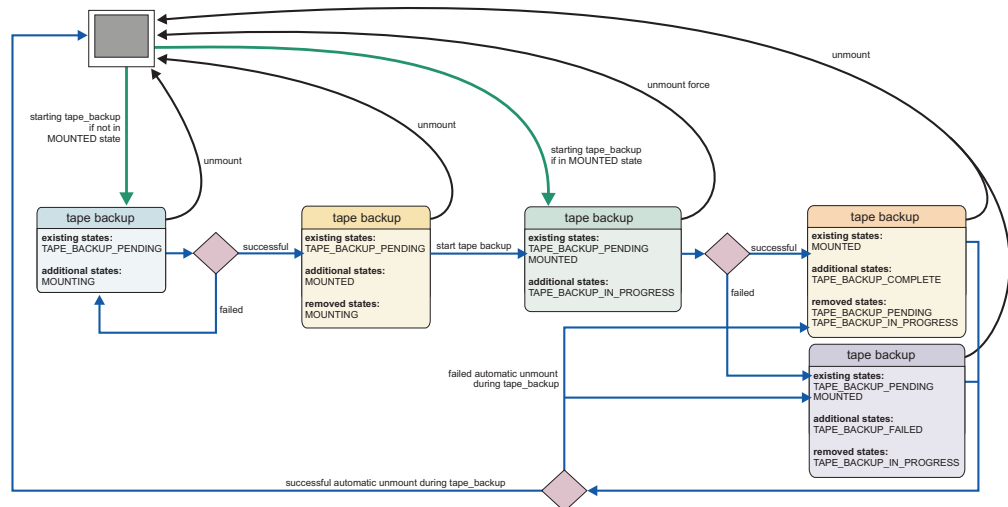 unmount
unmount force
starting tape_backup
if not in
MOUNTED state
unmount
unmount
starting tape_backup
if in MOUNTED state
tape backup
existing states:
TAPE_BACKUP_PENDING
additional states:
MOUNTING
successful
failed
tape backup
existing states:
TAPE_BACKUP_PENDING
additional states:
MOUNTED
removed states:
MOUNTING
start tape backup
tape backup
existing states:
TAPE_BACKUP_PENDING
MOUNTED
additional states:
TAPE_BACKUP_IN_PROGRESS
successful
failed
tape backup
existing states:
MOUNTED
additional states:
TAPE_BACKUP_COMPLETE
removed states:
TAPE_BACKUP_PENDING
TAPE_BACKUP_IN_PROGRESS
failed automatic unmount
during tape_backup
tape backup
existing states:
TAPE_BACKUP_PENDING
MOUNTED
additional states:
TAPE_BACKUP_FAILED
removed states:
TAPE_BACKUP_IN_PROGRESS
successful automatic unmount during tape_backup